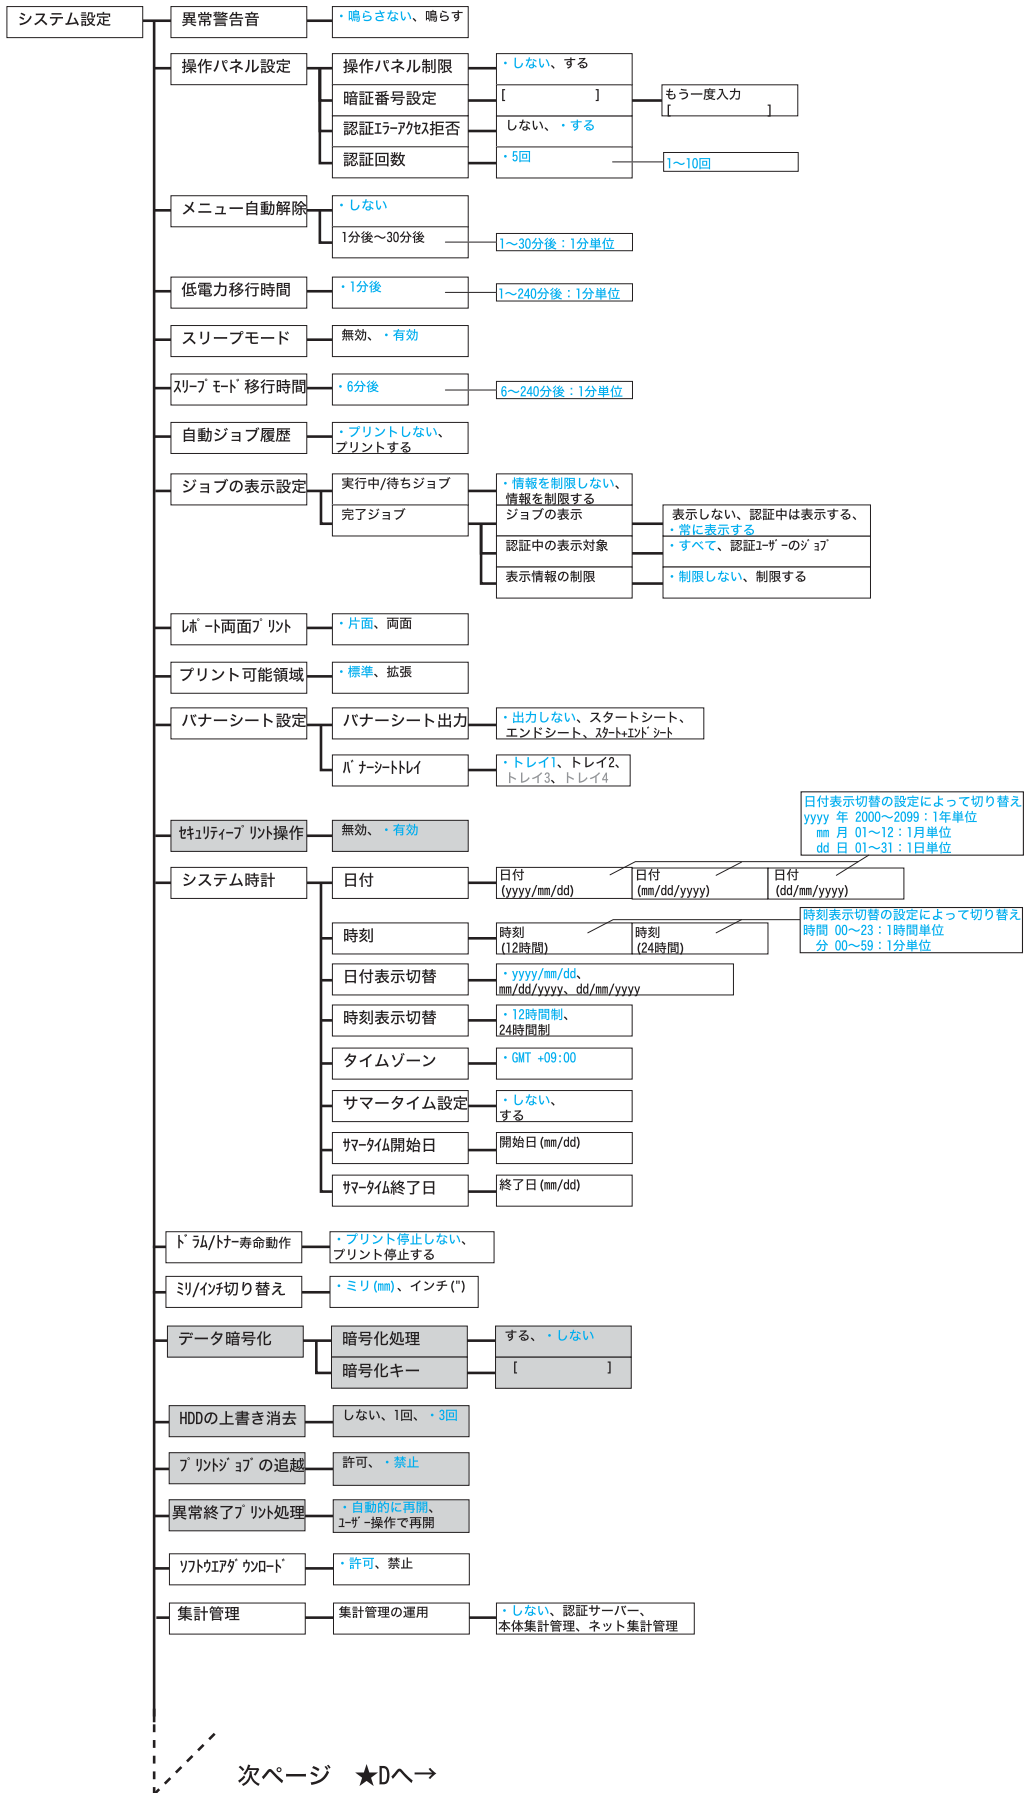 システム設定
異常警告音
・鳴らさない、鳴らす
操作パネル設定
操作パネル制限
・しない、する
暗証番号設定
[ ]
もう一度入力
[ ]
認証ｴﾗｰｱｸｾｽ拒否
しない、・する
認証回数
・5回
1〜10回
メニュー自動解除
・しない
1分後〜30分後
1〜30分後：1分単位
低電力移行時間
・1分後
1〜240分後：1分単位
スリープモード
無効、・有効
ｽﾘｰﾌﾟﾓｰﾄﾞ移行時間
・6分後
6〜240分後：1分単位
自動ジョブ履歴
・プリントしない、
プリントする
ジョブの表示設定
実行中/待ちジョブ
・情報を制限しない、
情報を制限する
完了ジョブ
ジョブの表示
表示しない、認証中は表示する、
・常に表示する
認証中の表示対象
・すべて、認証ﾕｰｻﾞｰのｼﾞｮﾌﾞ
表示情報の制限
・制限しない、制限する
ﾚﾎﾟｰﾄ両面ﾌﾟﾘﾝﾄ
・片面、両面
プリント可能領域
・標準、拡張
バナーシート設定
バナーシート出力
・出力しない、スタートシート、
エンドシート、ｽﾀｰﾄ+ｴﾝﾄﾞｼｰﾄ
ﾊﾞﾅｰｼｰﾄﾄﾚｲ
・トレイ1、トレイ2、
トレイ3、トレイ4
日付表示切替の設定によって切り替え
yyyy 年 2000〜2099：1年単位
mm 月 01〜12：1月単位
dd 日 01〜31：1日単位
ｾｷｭﾘﾃｨｰﾌﾟﾘﾝﾄ操作
無効、・有効
システム時計
日付
日付
(yyyy/mm/dd)
日付
(mm/dd/yyyy)
日付
(dd/mm/yyyy)
時刻表示切替の設定によって切り替え
時間 00〜23：1時間単位
分 00〜59：1分単位
時刻
時刻
(12時間)
時刻
(24時間)
日付表示切替
・yyyy/mm/dd、
mm/dd/yyyy、dd/mm/yyyy
時刻表示切替
・12時間制、
24時間制
タイムゾーン
・GMT +09:00
サマータイム設定
・しない、
する
ｻﾏｰﾀｲﾑ開始日
開始日(mm/dd)
ｻﾏｰﾀｲﾑ終了日
終了日(mm/dd)
ﾄﾞﾗﾑ/ﾄﾅｰ寿命動作
・プリント停止しない、
プリント停止する
ﾐﾘ/ｲﾝﾁ切り替え
・ミリ(mm)、インチ(")
データ暗号化
暗号化処理
する、・しない
暗号化キー
[ ]
HDDの上書き消去
しない、1回、・3回
ﾌﾟﾘﾝﾄｼﾞｮﾌﾞの追越
許可、・禁止
異常終了ﾌﾟﾘﾝﾄ処理
・自動的に再開、
ﾕｰｻﾞｰ操作で再開
ｿﾌﾄｳｴｱﾀﾞｳﾝﾛｰﾄﾞ
・許可、禁止
集計管理
集計管理の運用
・しない、認証サーバー、
本体集計管理、ネット集計管理
次ページ ★Dへ→